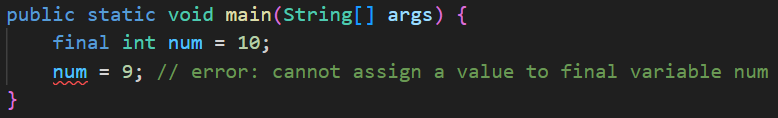 public static void main(String[] args) {
    final int num = 10;
    num = 9; // error: cannot assign a value to final variable num
}